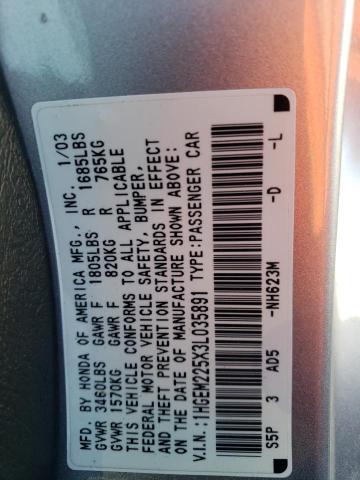 MFD. BY HONDA OF AMERICA MFG., INC. 1/03
GVWR 3460LBS GAWR F 1805LBS R 1685LBS
GVWR 1570KG GAWR F 820KG R 765KG
THIS VEHICLE CONFORMS TO ALL APPLICABLE
FEDERAL MOTOR VEHICLE SAFETY, BUMPER,
AND THEFT PREVENTION STANDARDS IN EFFECT
ON THE DATE OF MANUFACTURE SHOWN ABOVE.
V.I.N.: 1HGEM225X3L035891 TYPE: PASSENGER CAR
S5P 3 AD5 -NH623M -D -L